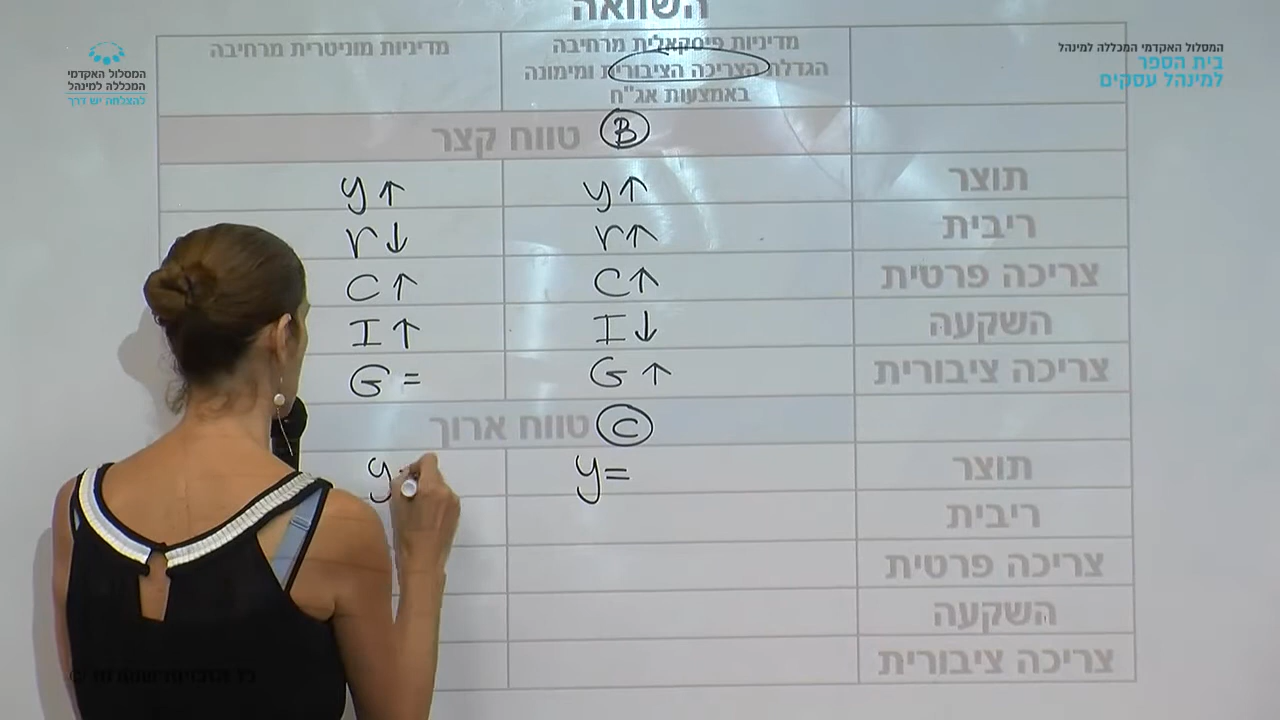 השוואה
המסלול האקדמי המכללה למינהל
בית הספר
למינהל עסקים
מדיניות פיסקאלית מרחיבה
הגדלת הצריכה הציבורית ומימונה
באמצעות אג"ח
מדיניות מוניטרית מרחיבה
המסלול האקדמי
המכללה למינהל
להצלחה יש דרך
טווח קצר B
תוצר y↑ y↑
ריבית r↑ r↓
צריכה פרטית C↑ C↑
השקעה I↓ I↑
צריכה ציבורית G↑ G=
טווח ארוך C
תוצר y= y
ריבית
צריכה פרטית
השקעה
צריכה ציבורית